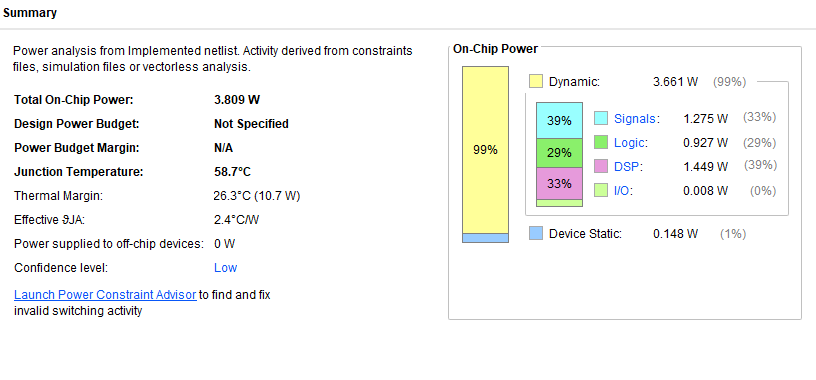 Summary
Power analysis from Implemented netlist. Activity derived from constraints
files, simulation files or vectorless analysis.
Total On-Chip Power: 3.809 W
Design Power Budget: Not Specified
Power Budget Margin: N/A
Junction Temperature: 58.7°C
Thermal Margin: 26.3°C (10.7 W)
Effective ϑJA: 2.4°C/W
Power supplied to off-chip devices: 0 W
Confidence level: Low
Launch Power Constraint Advisor to find and fix
invalid switching activity
On-Chip Power
99%
Dynamic: 3.661 W (99%)
39%
29%
33%
Signals: 1.275 W (33%)
Logic: 0.927 W (29%)
DSP: 1.449 W (39%)
I/O: 0.008 W (0%)
Device Static: 0.148 W (1%)